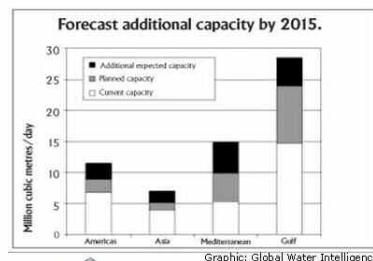 Forecast additional capacity by 2015.
30
Additional expected capacity
25
Planned capacity
Current capacity
20
15
10
5
0
Million cubic metres/day
Americas
Asia
Mediterranean
Gulf
Graphic: Global Water Intelligenc